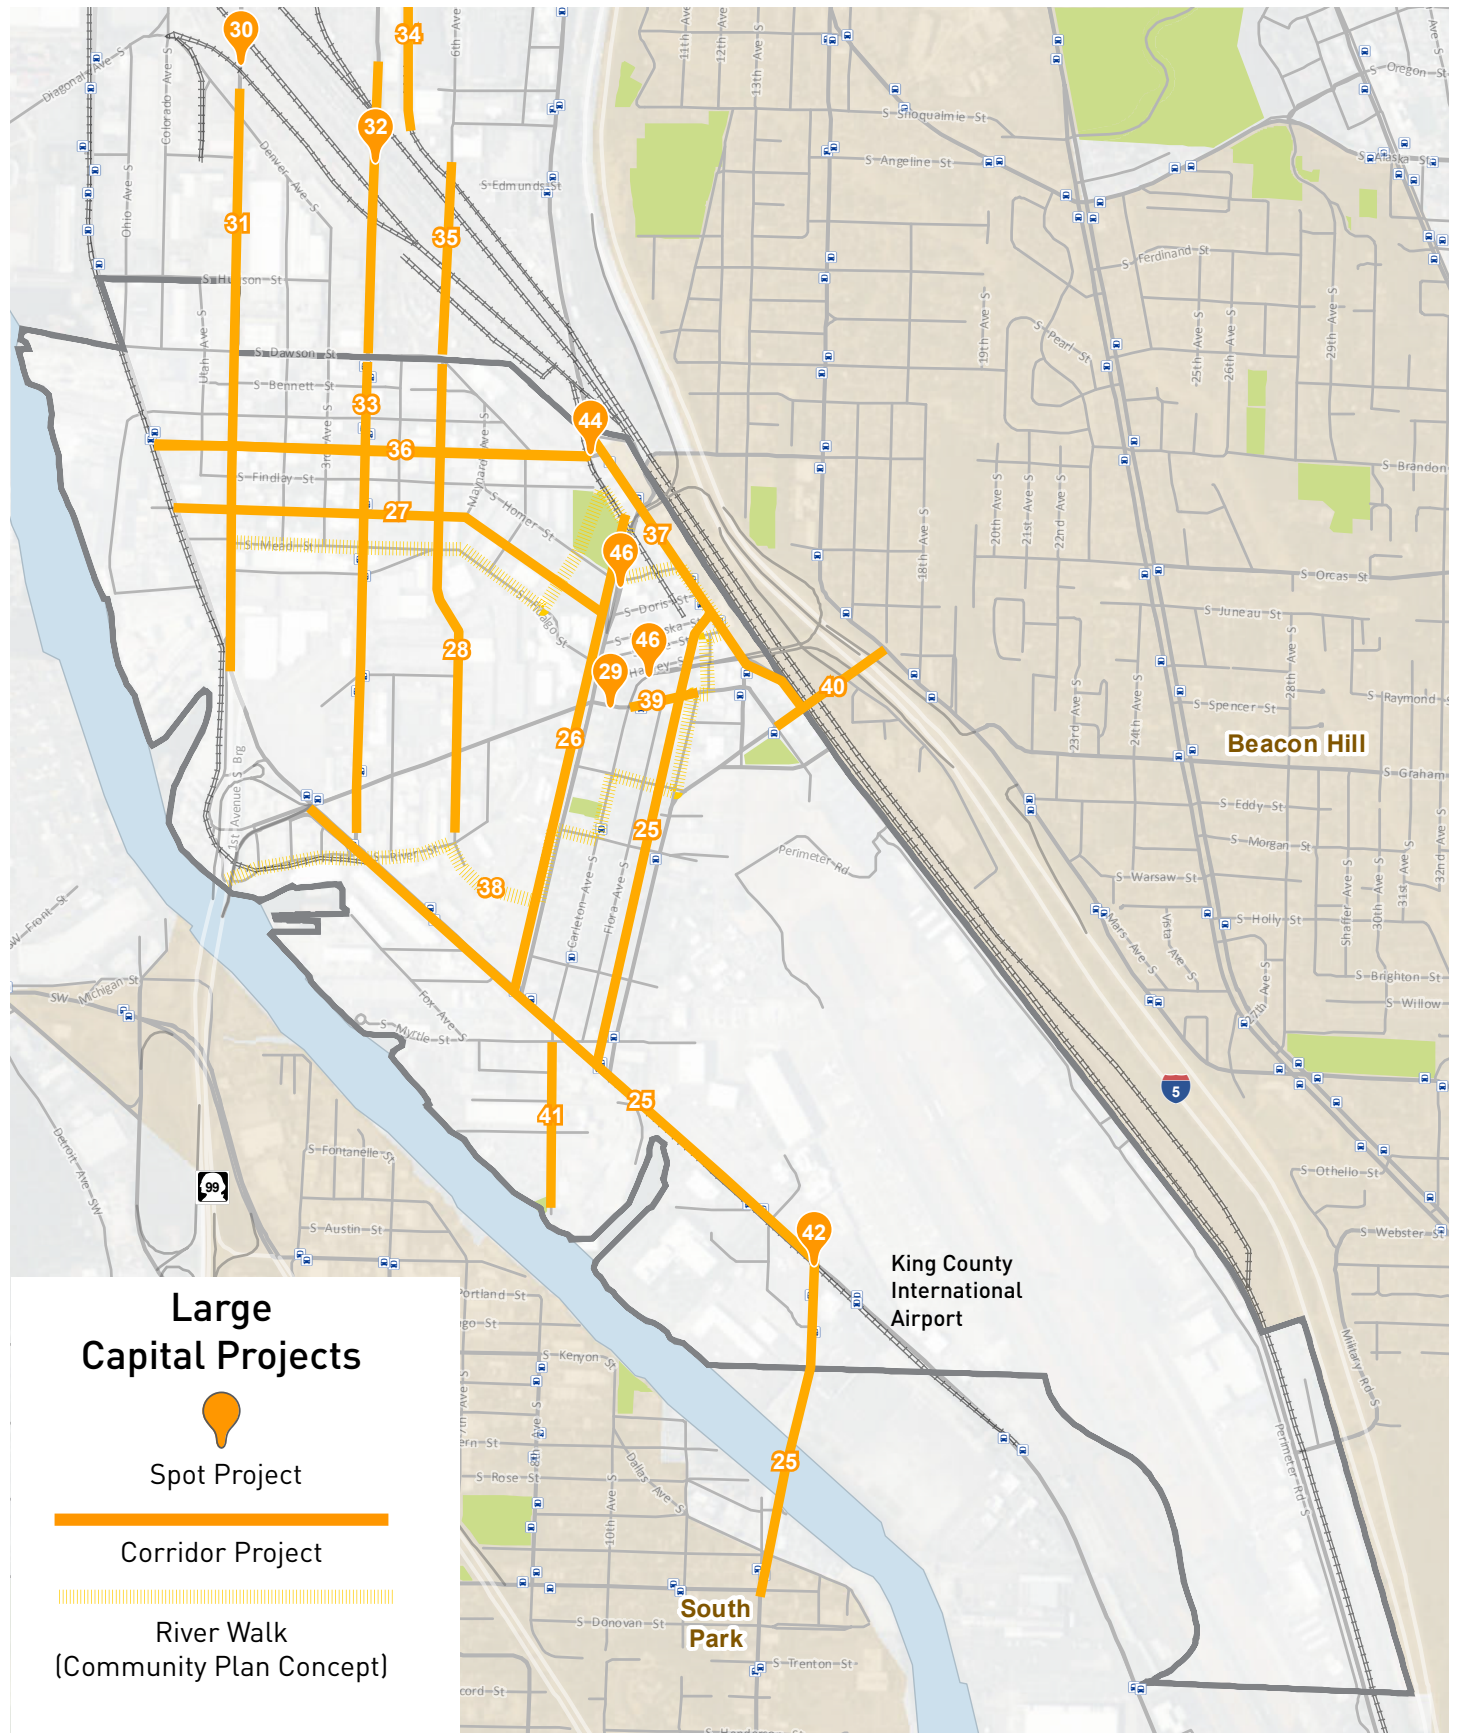 30
34
6th Ave
11th Ave S
12th Ave S
13th Ave S
Ave S
Diagonal Ave S
Colorado Ave S
S Oregon St
32
S Snoqualmie St
Denver Ave S
S Angeline St
S Alaska St
S Edmunds St
Ohio Ave S
31
35
S Ferdinand St
S Hudson St
Utah Ave S
19th Ave S
S Pearl St
25th Ave S
26th Ave S
29th Ave S
S Dawson St
S Bennett St
33
3rd Ave S
Maynard Ave S
44
36
S Brandon
S Findlay St
S Homer St
27
37
18th Ave S
20th Ave S
21st Ave S
22nd Ave S
S Mead St
46
S Orcas St
S Fidalgo St
S Doris St
S Juneau St
28
46
29
39
40
28th Ave S
S Raymond
S Spencer St
23rd Ave S
24th Ave S
26
Beacon Hill
S Graham
1st Avenue S Brg
S Eddy St
25
S River St
Perimeter Rd
S Morgan St
S Warsaw St
38
Carleton Ave S
Flora Ave S
Shaffer Ave S
30th Ave S
31st Ave S
32nd Ave S
SW Front St
Mars Ave S
Vista Ave S
S Holly St
SW Michigan St
27th Ave S
S Brighton St
Fox Ave S
S Willow
S Myrtle St
5
25
41
Detroit Ave SW
S Fontanelle St
99
S Othello St
S Austin St
42
S Webster St
King County
International
Airport
Large
Capital Projects
Spot Project
Corridor Project
River Walk
(Community Plan Concept)
Portland St
S Kenyon St
Military Rd S
7th Ave S
8th Ave S
25
S Rose St
10th Ave S
Dallas Ave S
Perimeter Rd S
South
Park
S Donovan St
S Trenton St
S Henderson St